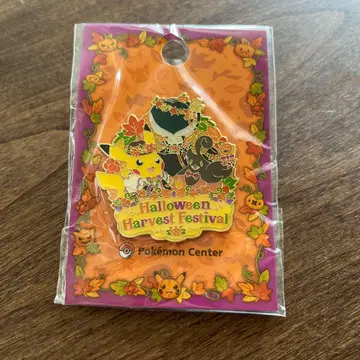 Halloween
Harvest Festival
Pokémon Center